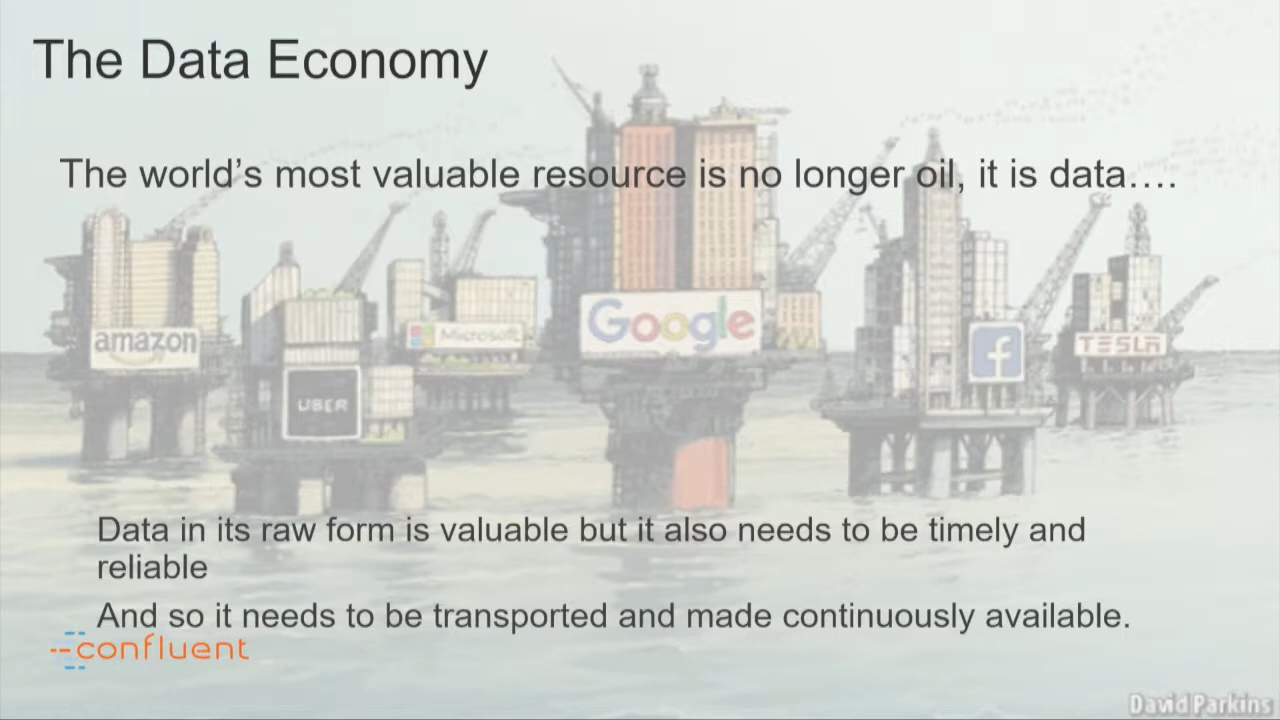 The Data Economy
The world's most valuable resource is no longer oil, it is data….
amazon
Microsoft
Google
UBER
f
TESLA
Data in its raw form is valuable but it also needs to be timely and
reliable
And so it needs to be transported and made continuously available.
confluent
David Parkins